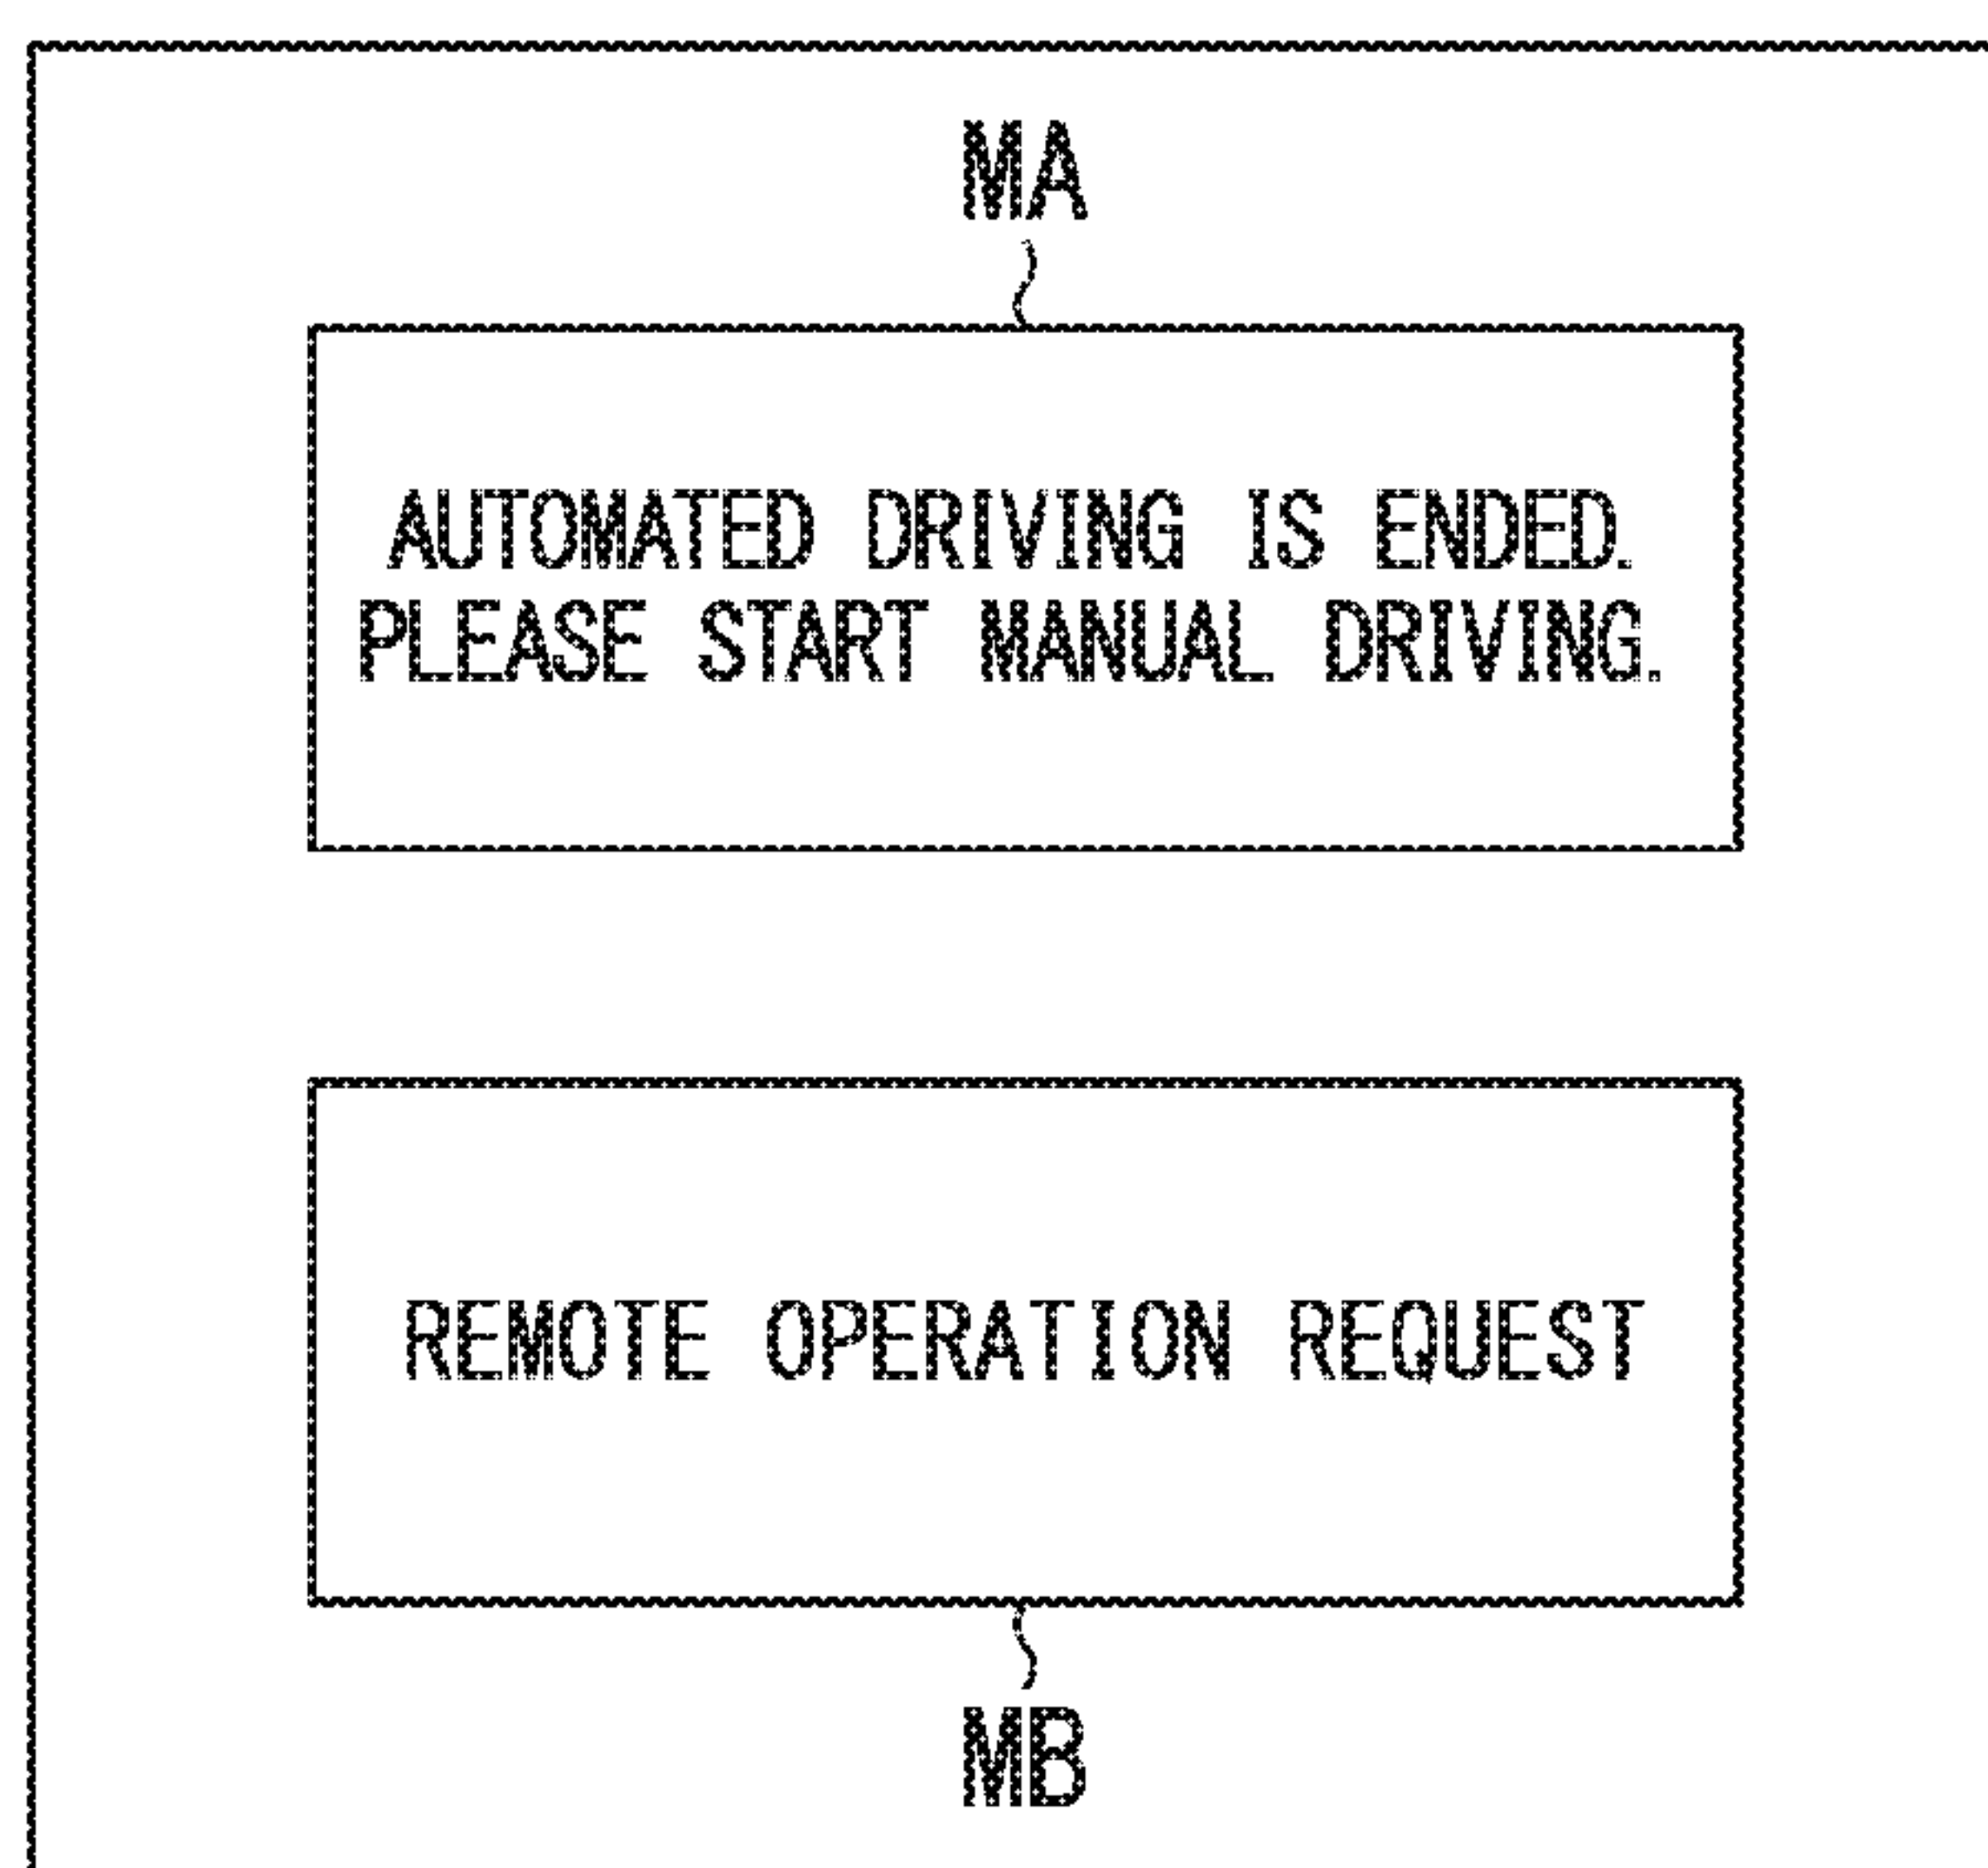 MA
AUTOMATED DRIVING IS ENDED.
PLEASE START MANUAL DRIVING.
REMOTE OPERATION REQUEST
MB